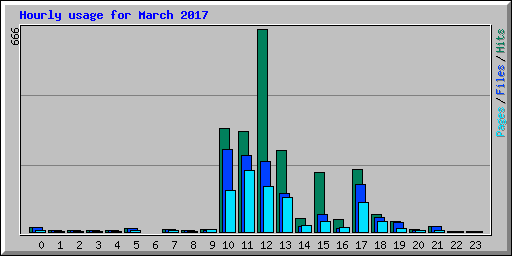 Hourly usage for March 2017
666
Pages/Files/Hits
0 1 2 3 4 5 6 7 8 9 10 11 12 13 14 15 16 17 18 19 20 21 22 23